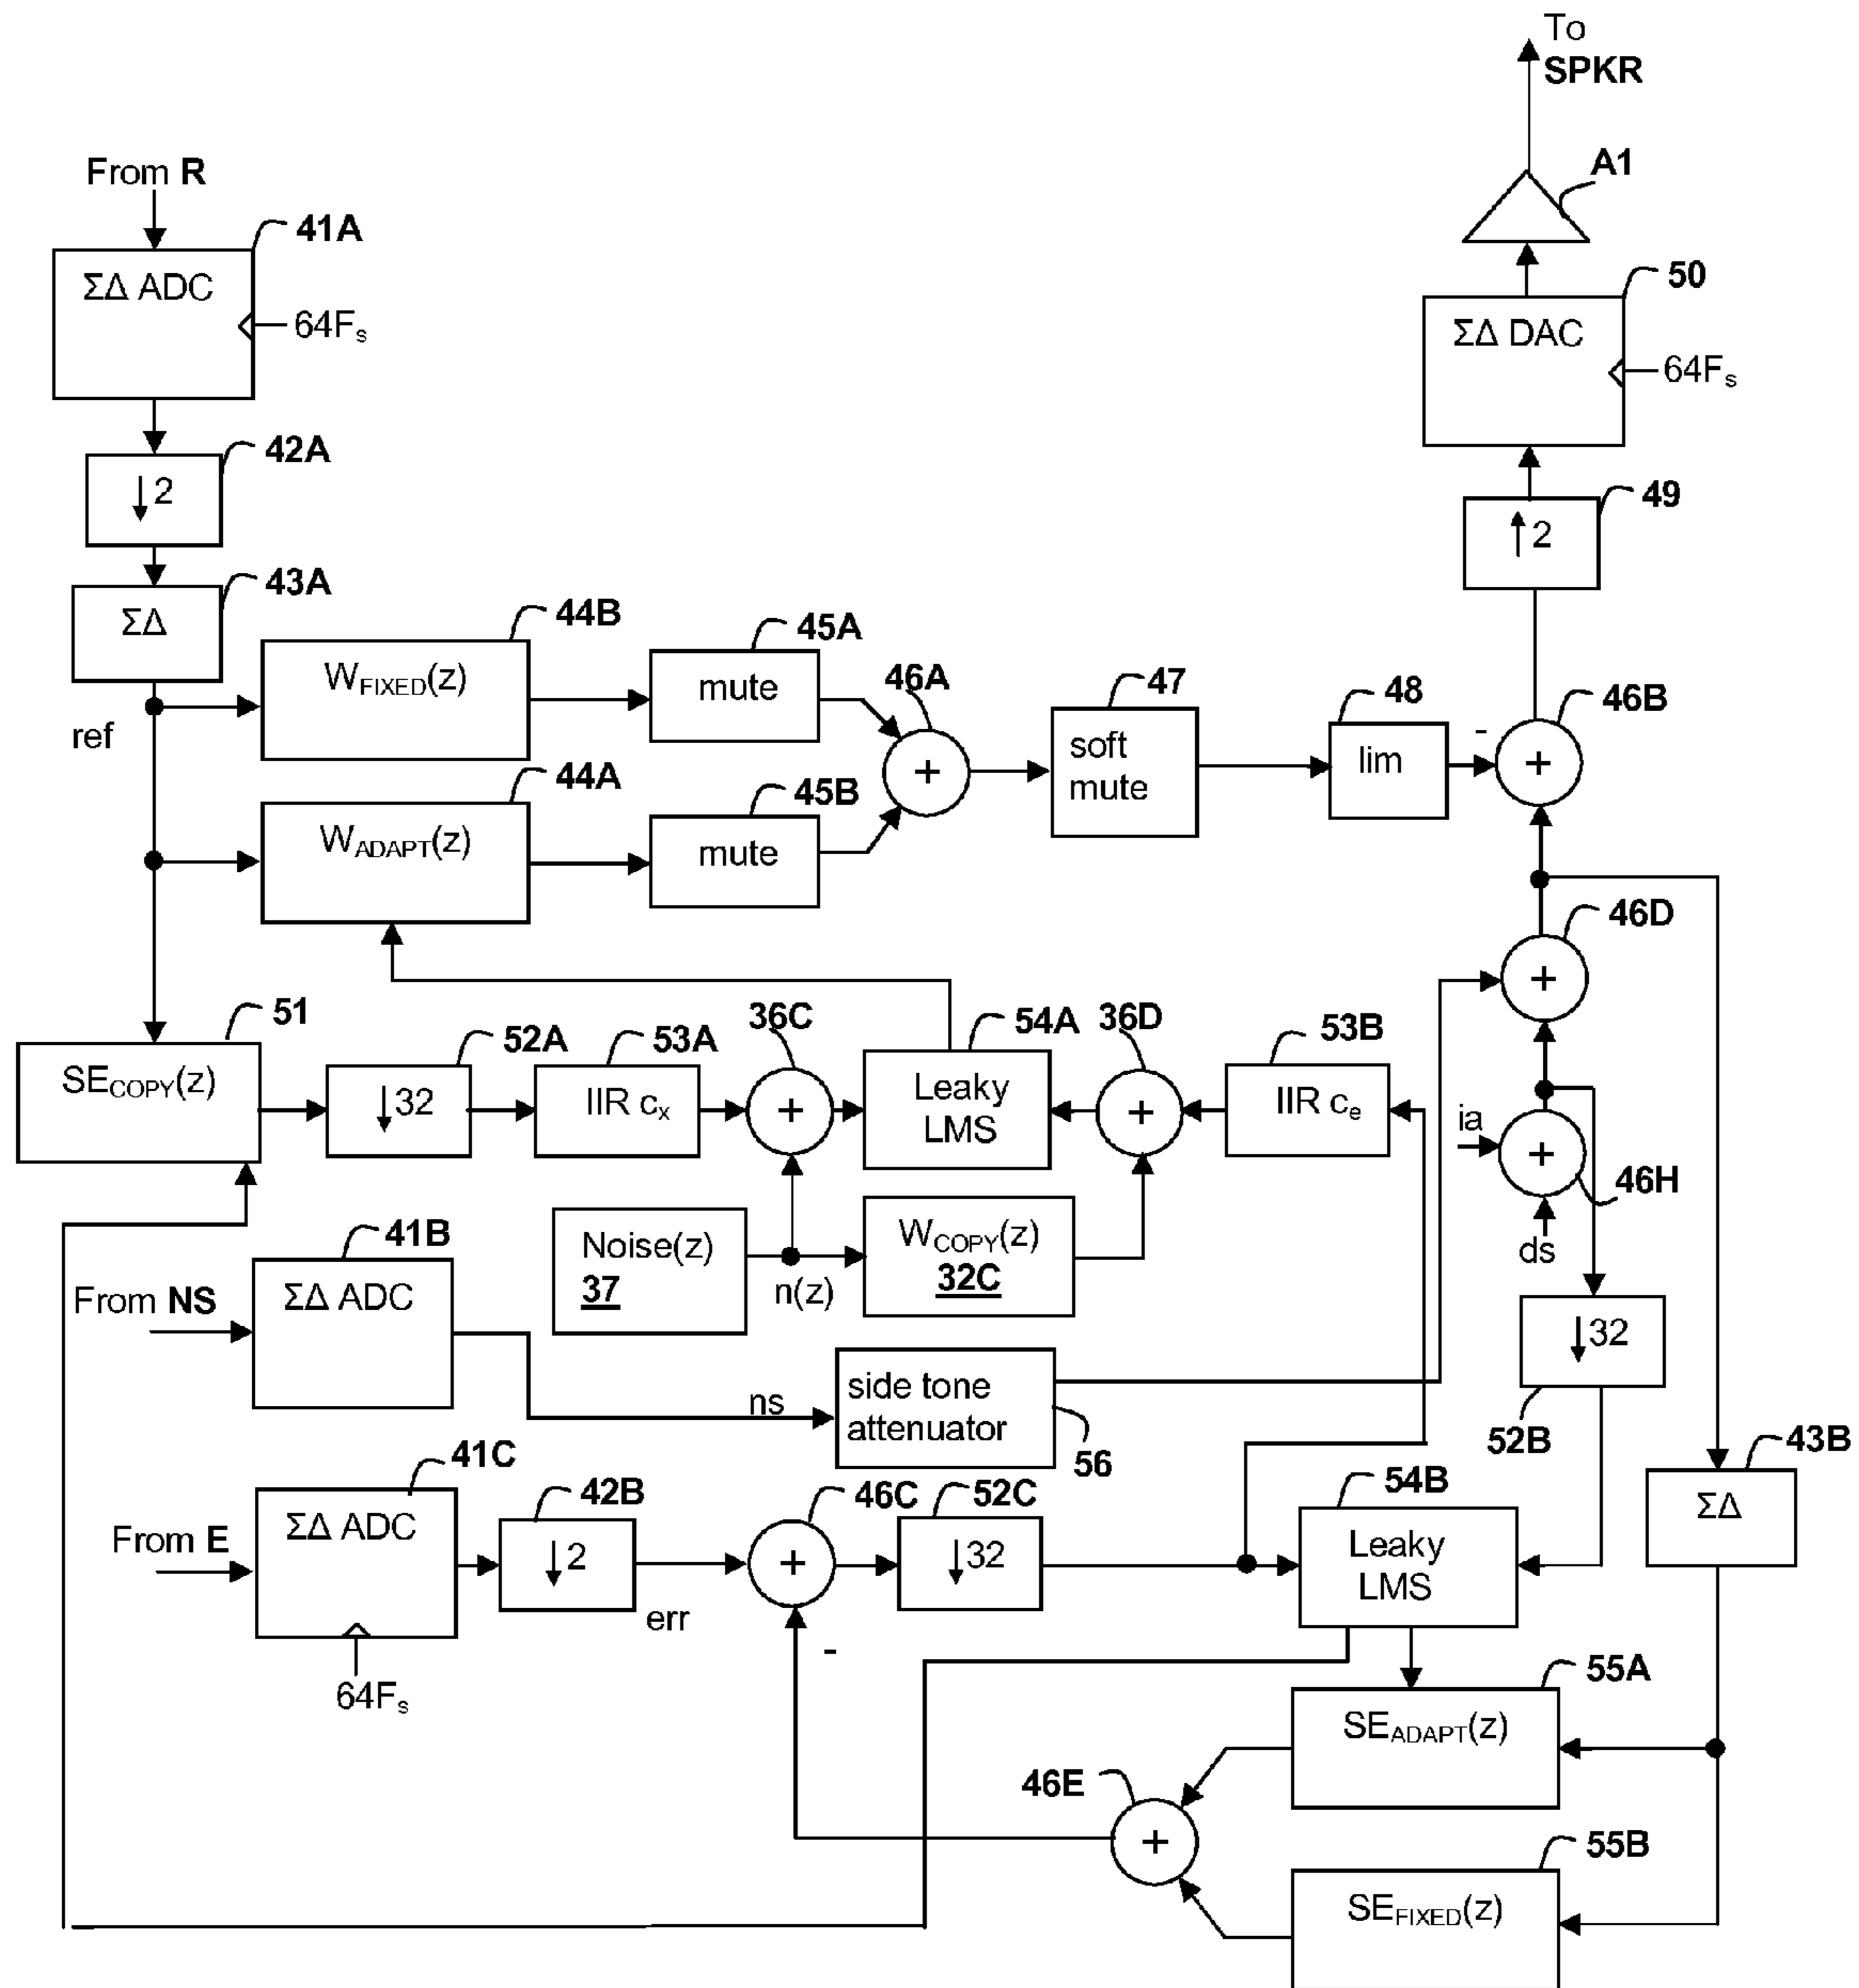 To
SPKR
From R
A1
41A
ΣΔ ADC
64Fs
50
ΣΔ DAC
64Fs
42A
↓2
49
↑2
43A
ΣΔ
44B
WFIXED(z)
45A
mute
46A
+
47
soft
mute
48
lim
-
46B
+
ref
44A
WADAPT(z)
45B
mute
46D
+
51
SECOPY(z)
52A
↓32
53A
IIR cx
36C
+
54A
Leaky
LMS
36D
+
53B
IIR ce
ia
+
46H
ds
41B
From NS
ΣΔ ADC
Noise(z)
37
n(z)
WCOPY(z)
32C
↓32
52B
ns
side tone
attenuator
56
43B
ΣΔ
41C
From E
ΣΔ ADC
64Fs
42B
↓2
err
46C
+
-
52C
↓32
54B
Leaky
LMS
55A
SEADAPT(z)
46E
+
55B
SEFIXED(z)